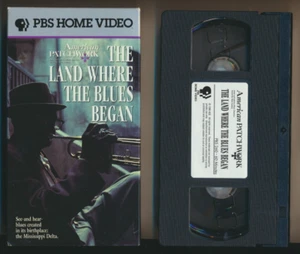 PBS HOME VIDEO
American
PATCHWORK
THE
LAND WHERE
THE BLUES
BEGAN
See and hear
blues created
in its birthplace:
the Mississippi Delta.
American PATCHWORK
THE LAND WHERE THE BLUES BEGAN